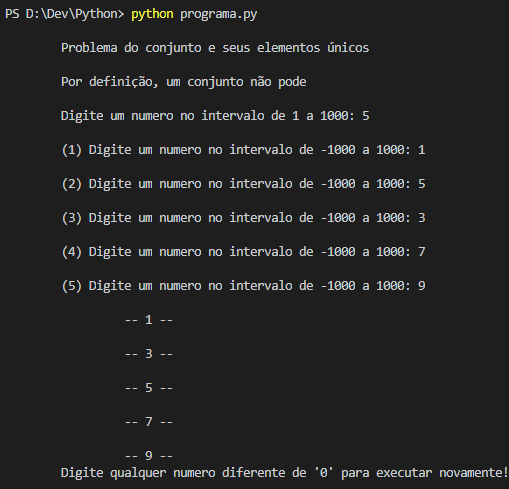 PS D:\Dev\Python> python programa.py
Problema do conjunto e seus elementos únicos
Por definição, um conjunto não pode
Digite um numero no intervalo de 1 a 1000: 5
(1) Digite um numero no intervalo de -1000 a 1000: 1
(2) Digite um numero no intervalo de -1000 a 1000: 5
(3) Digite um numero no intervalo de -1000 a 1000: 3
(4) Digite um numero no intervalo de -1000 a 1000: 7
(5) Digite um numero no intervalo de -1000 a 1000: 9
-- 1 --
-- 3 --
-- 5 --
-- 7 --
-- 9 --
Digite qualquer numero diferente de '0' para executar novamente!